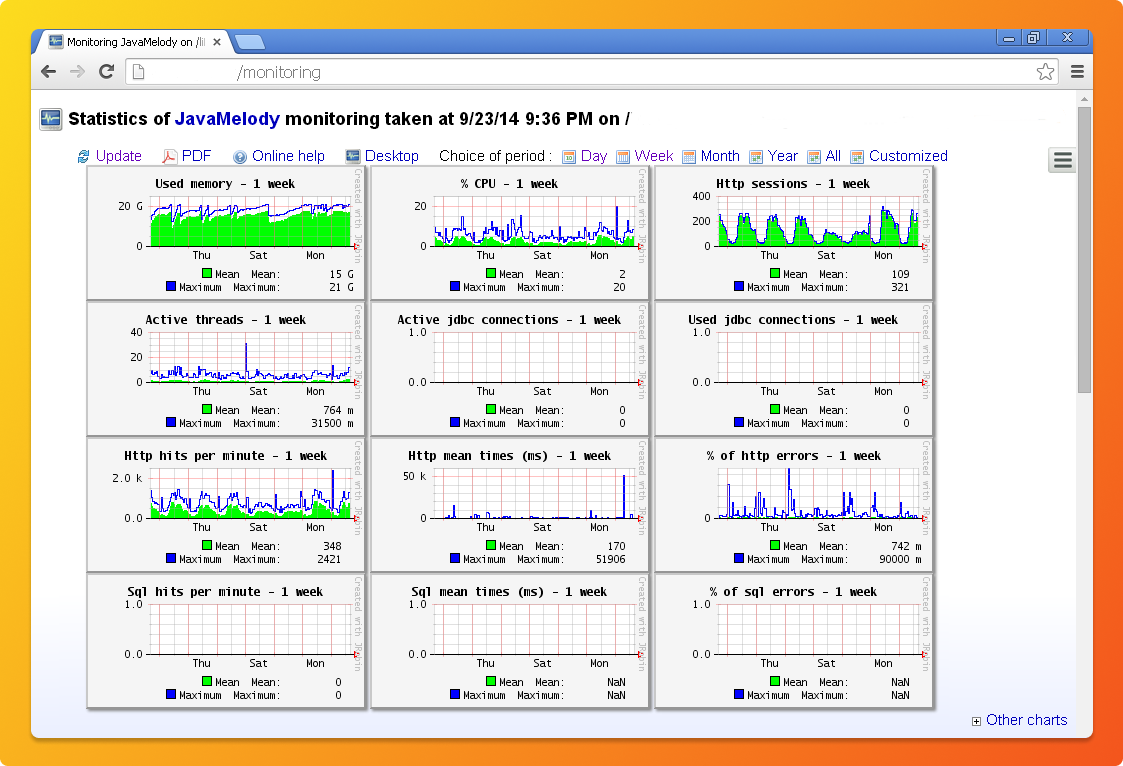 Monitoring JavaMelody on /lil
/monitoring
Statistics of JavaMelody monitoring taken at 9/23/14 9:36 PM on /
Update PDF Online help Desktop Choice of period : Day Week Month Year All Customized
Used memory - 1 week
20 G
0
Thu Sat Mon
Mean Mean: 15 G
Maximum Maximum: 21 G
Created with JRobin
% CPU - 1 week
20
0
Thu Sat Mon
Mean Mean: 2
Maximum Maximum: 20
Created with JRobin
Http sessions - 1 week
400
200
0
Thu Sat Mon
Mean Mean: 109
Maximum Maximum: 321
Created with JRobin
Active threads - 1 week
40
20
0
Thu Sat Mon
Mean Mean: 764 m
Maximum Maximum: 31500 m
Created with JRobin
Active jdbc connections - 1 week
1.0
0.0
Thu Sat Mon
Mean Mean: 0
Maximum Maximum: 0
Created with JRobin
Used jdbc connections - 1 week
1.0
0.0
Thu Sat Mon
Mean Mean: 0
Maximum Maximum: 0
Created with JRobin
Http hits per minute - 1 week
2.0 k
0.0
Thu Sat Mon
Mean Mean: 348
Maximum Maximum: 2421
Created with JRobin
Http mean times (ms) - 1 week
50 k
0
Thu Sat Mon
Mean Mean: 170
Maximum Maximum: 51906
Created with JRobin
% of http errors - 1 week
0
Thu Sat Mon
Mean Mean: 742 m
Maximum Maximum: 90000 m
Created with JRobin
Sql hits per minute - 1 week
1.0
0.0
Thu Sat Mon
Mean Mean: 0
Maximum Maximum: 0
Created with JRobin
Sql mean times (ms) - 1 week
1.0
0.0
Thu Sat Mon
Mean Mean: NaN
Maximum Maximum: NaN
Created with JRobin
% of sql errors - 1 week
1.0
0.0
Thu Sat Mon
Mean Mean: NaN
Maximum Maximum: NaN
Created with JRobin
Other charts